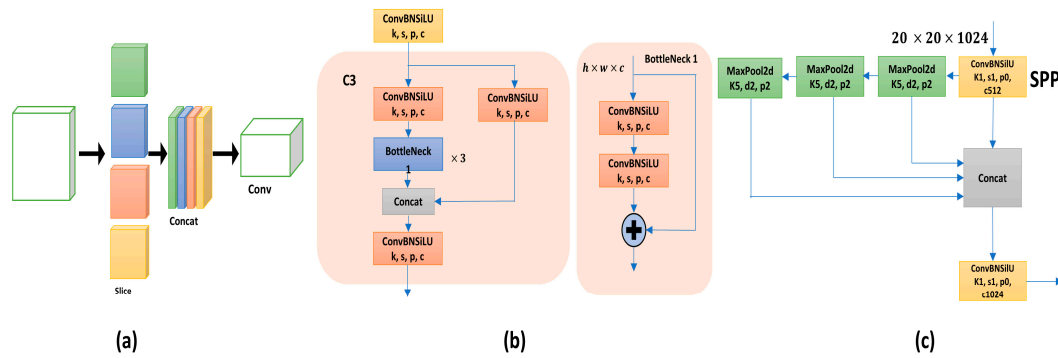 Slice
Concat
Conv
(a)
ConvBNSiLU
k, s, p, c
C3
ConvBNSiLU
k, s, p, c
ConvBNSiLU
k, s, p, c
BottleNeck
1
× 3
Concat
ConvBNSiLU
k, s, p, c
BottleNeck 1
h × w × c
ConvBNSiLU
k, s, p, c
ConvBNSiLU
k, s, p, c
(b)
20 × 20 × 1024
MaxPool2d
K5, d2, p2
MaxPool2d
K5, d2, p2
MaxPool2d
K5, d2, p2
ConvBNSiLU
K1, s1, p0,
c512
SPP
Concat
ConvBNSilU
K1, s1, p0,
c1024
(c)